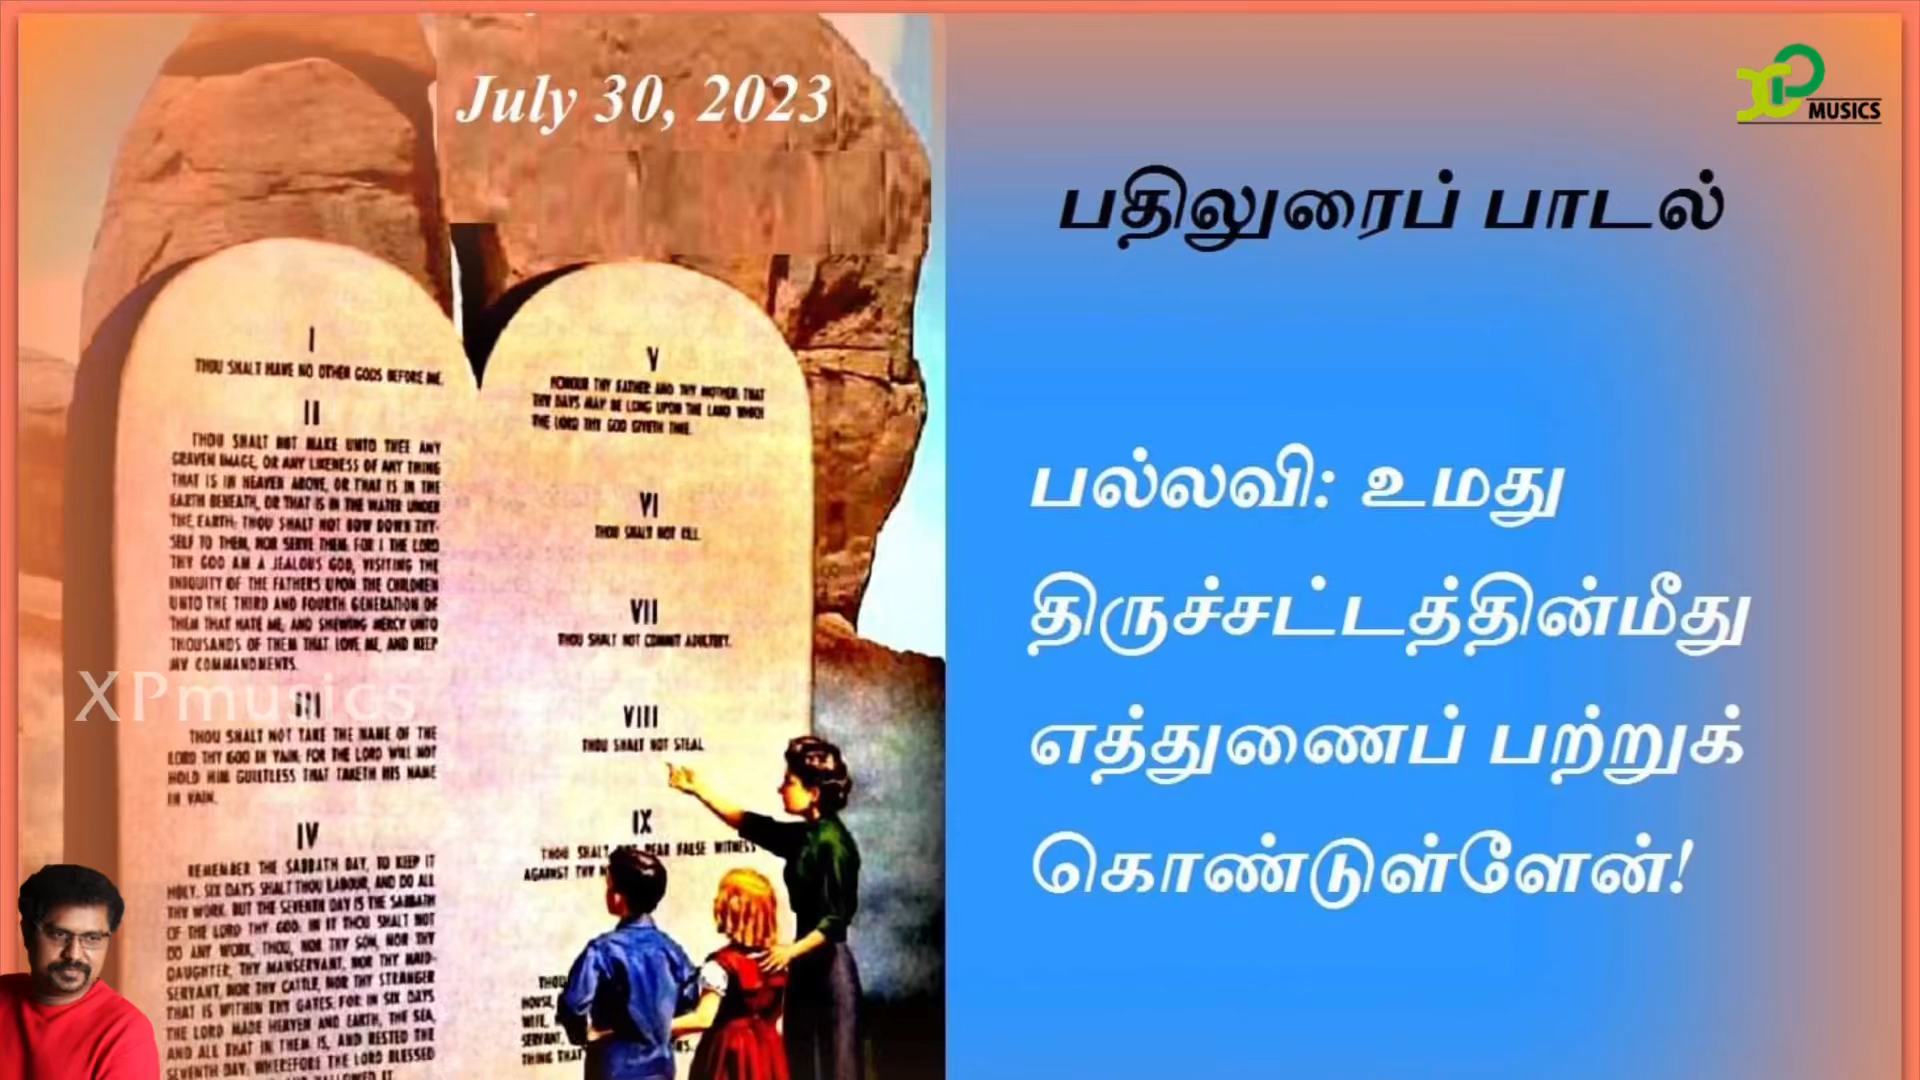 July 30, 2023
MUSICS
பதிலுரைப் பாடல்
பல்லவி: உமது
திருச்சட்டத்தின்மீது
எத்துணைப் பற்றுக்
கொண்டுள்ளேன்!
I
THOU SHALT HAVE NO OTHER GODS BEFORE ME.
II
THOU SHALT NOT MAKE UNTO THEE ANY
GRAVEN IMAGE, OR ANY LIKENESS OF ANY THING
THAT IS IN HEAVEN ABOVE, OR THAT IS IN THE
EARTH BENEATH, OR THAT IS IN THE WATER UNDER
THE EARTH: THOU SHALT NOT BOW DOWN THY-
SELF TO THEM, NOR SERVE THEM: FOR I THE LORD
THY GOD AM A JEALOUS GOD, VISITING THE
INIQUITY OF THE FATHERS UPON THE CHILDREN
UNTO THE THIRD AND FOURTH GENERATION OF
THEM THAT HATE ME; AND SHEWING MERCY UNTO
THOUSANDS OF THEM THAT LOVE ME, AND KEEP
MY COMMANDMENTS.
XPmusics
III
THOU SHALT NOT TAKE THE NAME OF THE
LORD THY GOD IN VAIN: FOR THE LORD WILL NOT
HOLD HIM GUILTLESS THAT TAKETH HIS NAME
IN VAIN.
IV
REMEMBER THE SABBATH DAY, TO KEEP IT
HOLY. SIX DAYS SHALT THOU LABOUR, AND DO ALL
THY WORK: BUT THE SEVENTH DAY IS THE SABBATH
OF THE LORD THY GOD: IN IT THOU SHALT NOT
DO ANY WORK, THOU, NOR THY SON, NOR THY
DAUGHTER, THY MANSERVANT, NOR THY MAID-
SERVANT, NOR THY CATTLE, NOR THY STRANGER
THAT IS WITHIN THY GATES: FOR IN SIX DAYS
THE LORD MADE HEAVEN AND EARTH, THE SEA,
AND ALL THAT IN THEM IS, AND RESTED THE
SEVENTH DAY: WHEREFORE THE LORD BLESSED
V
HONOUR THY FATHER AND THY MOTHER: THAT
THY DAYS MAY BE LONG UPON THE LAND WHICH
THE LORD THY GOD GIVETH THEE.
VI
THOU SHALT NOT KILL.
VII
THOU SHALT NOT COMMIT ADULTERY.
VIII
THOU SHALT NOT STEAL
IX
THOU SHALT BEAR FALSE WITNESS
AGAINST THY
THOU
HOUSE,
WIFE,
SERVANT,
THING THAT